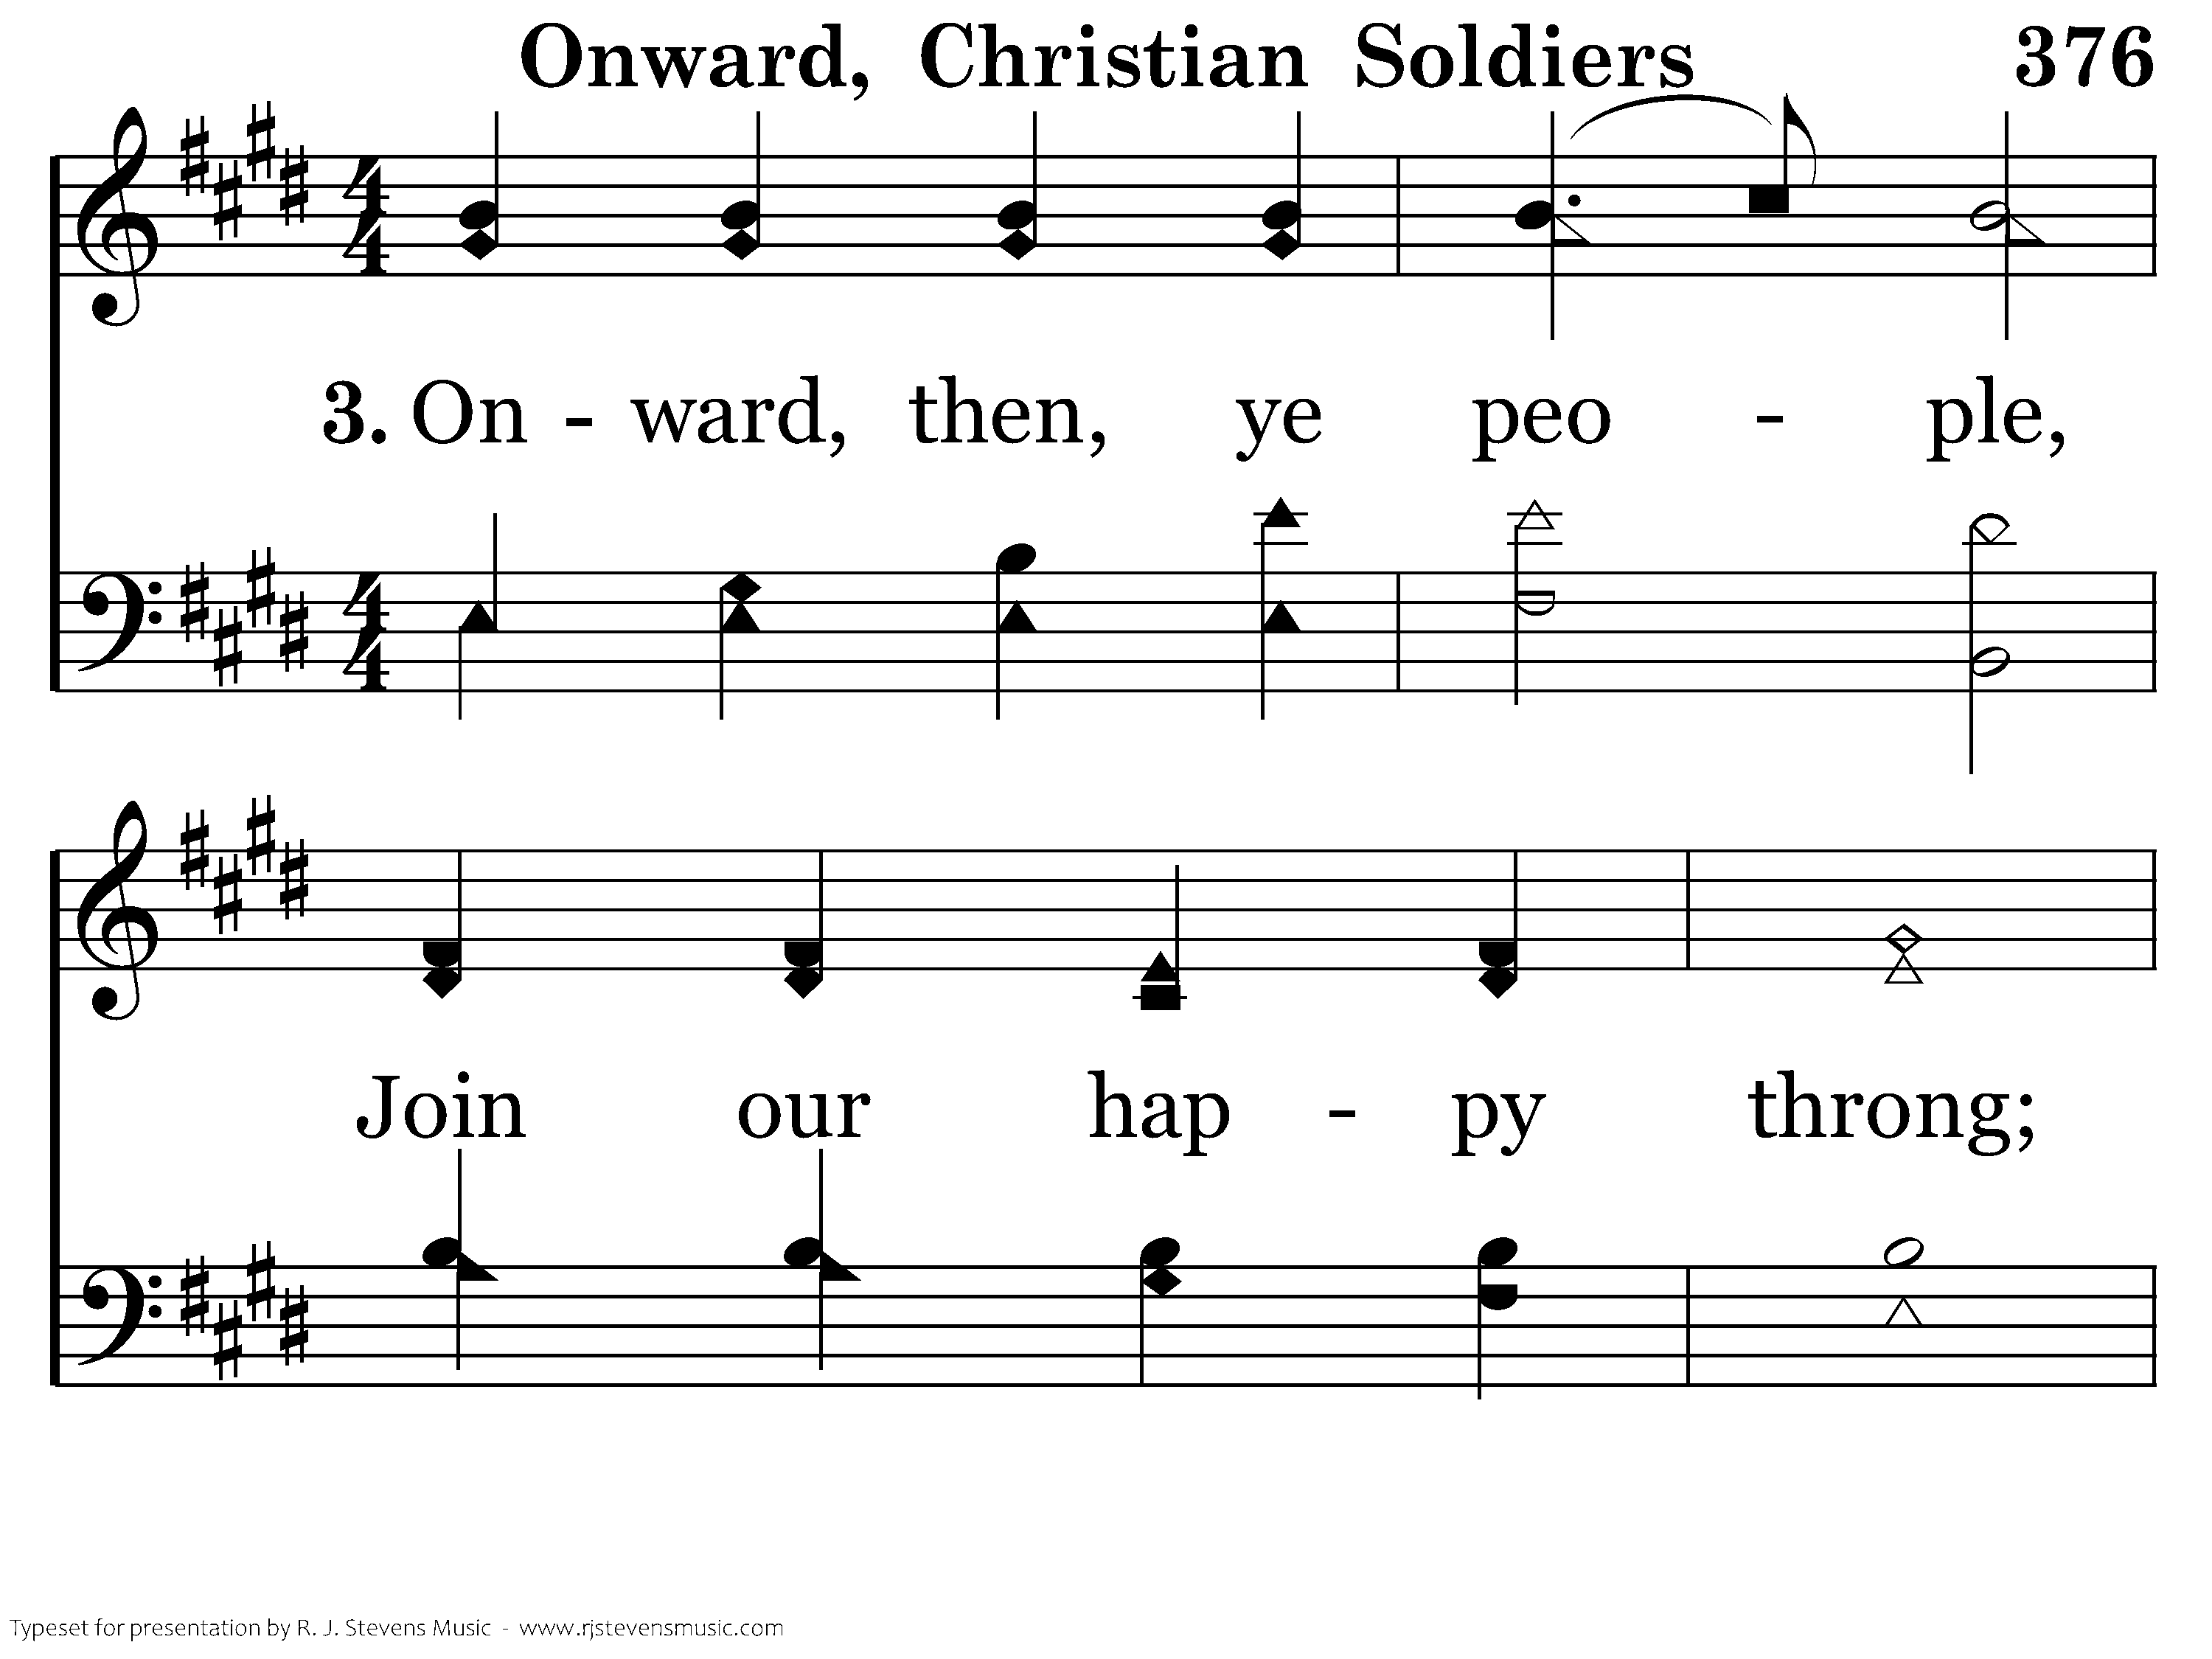 Onward, Christian Soldiers 376
3. On - ward, then, ye peo - ple,
Join our hap - py throng;
Typeset for presentation by R. J. Stevens Music - www.rjstevensmusic.com